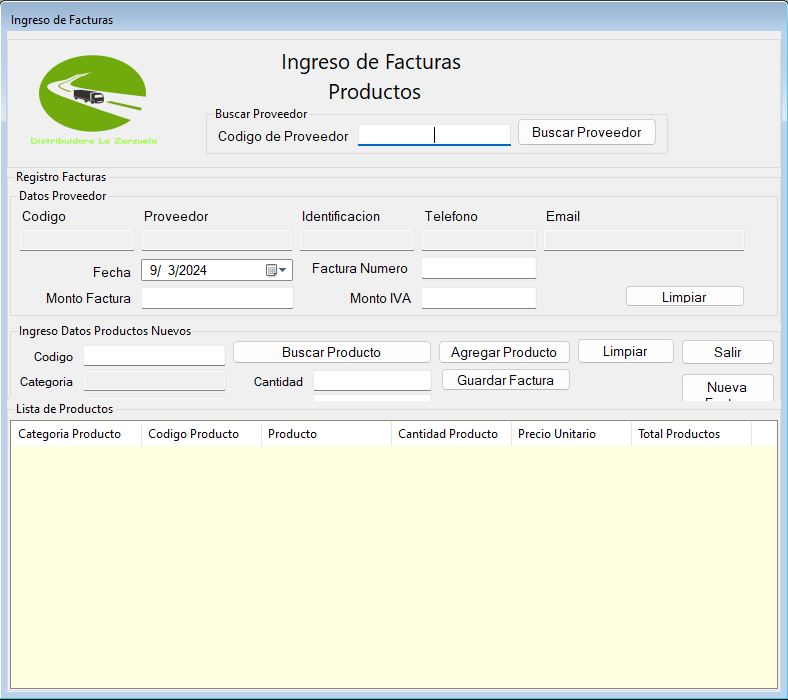 Ingreso de Facturas
Ingreso de Facturas
Productos
Distribuidora La Zarzuela
Buscar Proveedor
Codigo de Proveedor
Buscar Proveedor
Registro Facturas
Datos Proveedor
Codigo Proveedor Identificacion Telefono Email
Fecha 9/ 3/2024 Factura Numero
Monto Factura Monto IVA Limpiar
Ingreso Datos Productos Nuevos
Codigo Buscar Producto Agregar Producto Limpiar Salir
Categoria Cantidad Guardar Factura Nueva
Lista de Productos
Categoria Producto Codigo Producto Producto Cantidad Producto Precio Unitario Total Productos